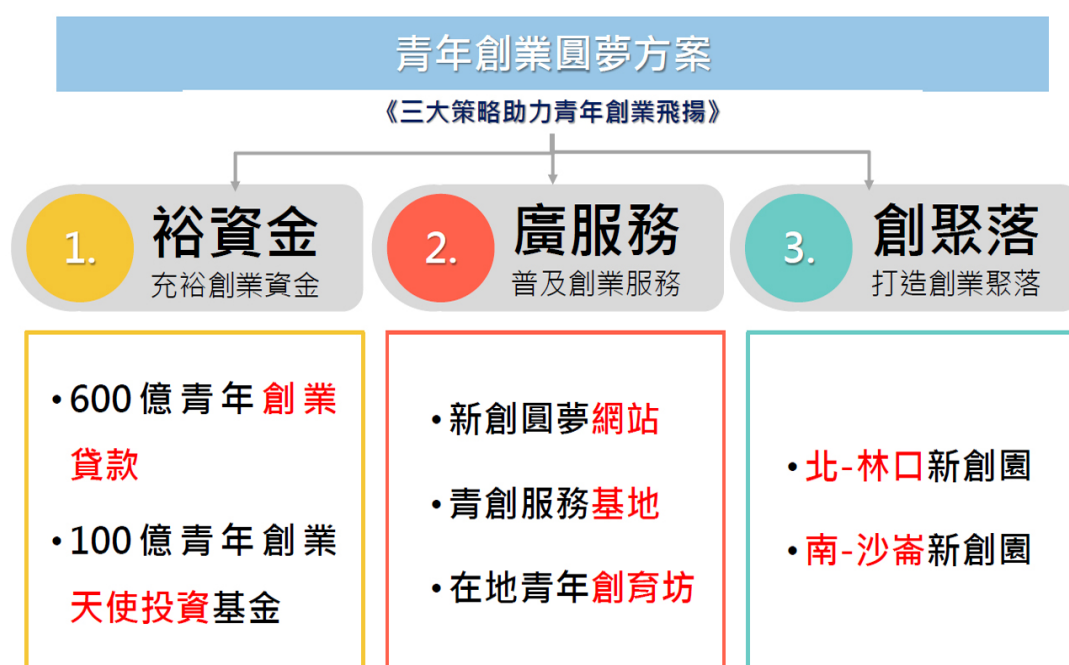 青年創業圓夢方案
《三大策略助力青年創業飛揚》
1.
裕資金
充裕創業資金
•600億青年創業
貸款
•100億青年創業
天使投資基金
2.
廣服務
普及創業服務
•新創圓夢網站
•青創服務基地
•在地青年創育坊
3.
創聚落
打造創業聚落
•北-林口新創園
•南-沙崙新創園